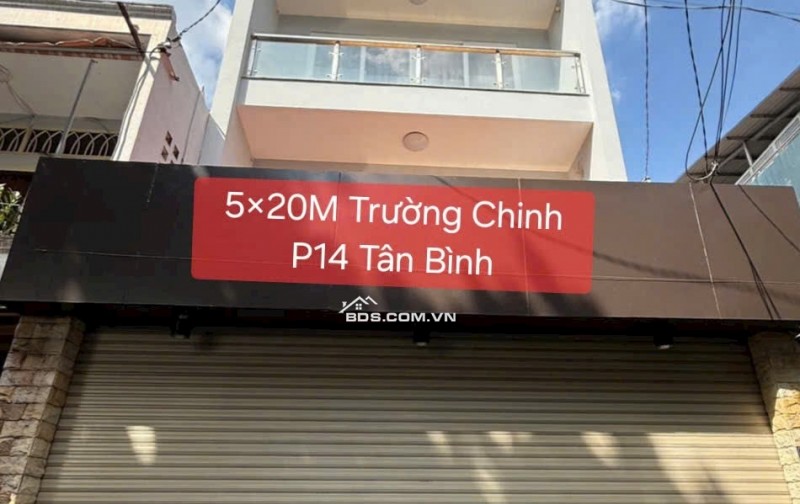 5×20M Trường Chinh
P14 Tân Bình
BDS.COM.VN